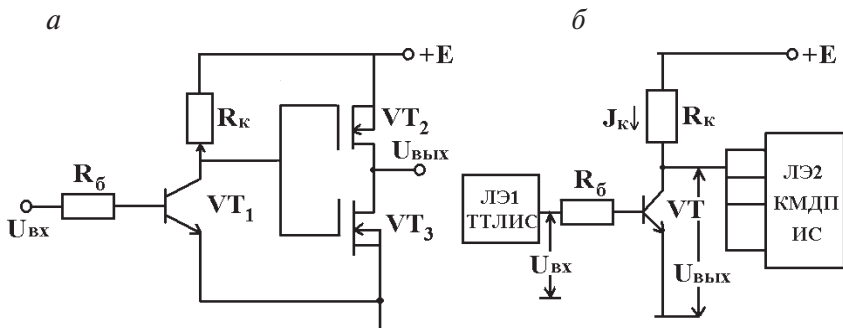 а
+E
Rк
VT2
Uвых
Rб
VT1
VT3
Uвх
б
+E
Jк↓
Rк
ЛЭ1
ТТЛИС
Rб
VT
ЛЭ2
КМДП
ИС
Uвх
Uвых